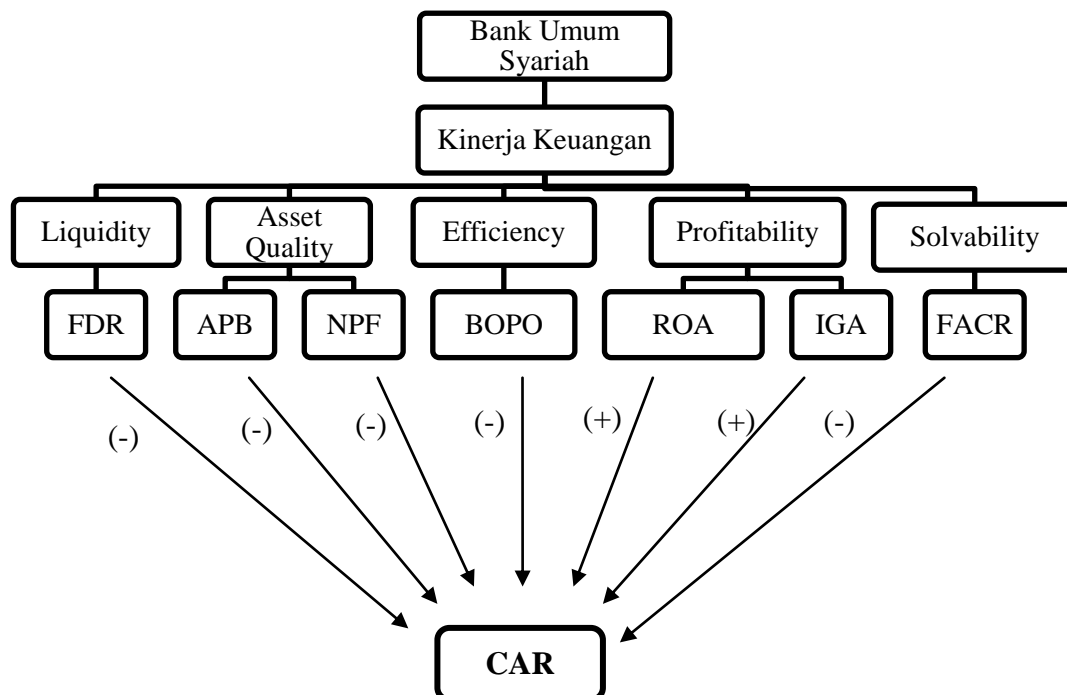 Bank Umum
Syariah
Kinerja Keuangan
Liquidity
Asset
Quality
Efficiency
Profitability
Solvability
FDR
APB
NPF
BOPO
ROA
IGA
FACR
(-)
(-)
(-)
(-)
(+)
(+)
(-)
CAR